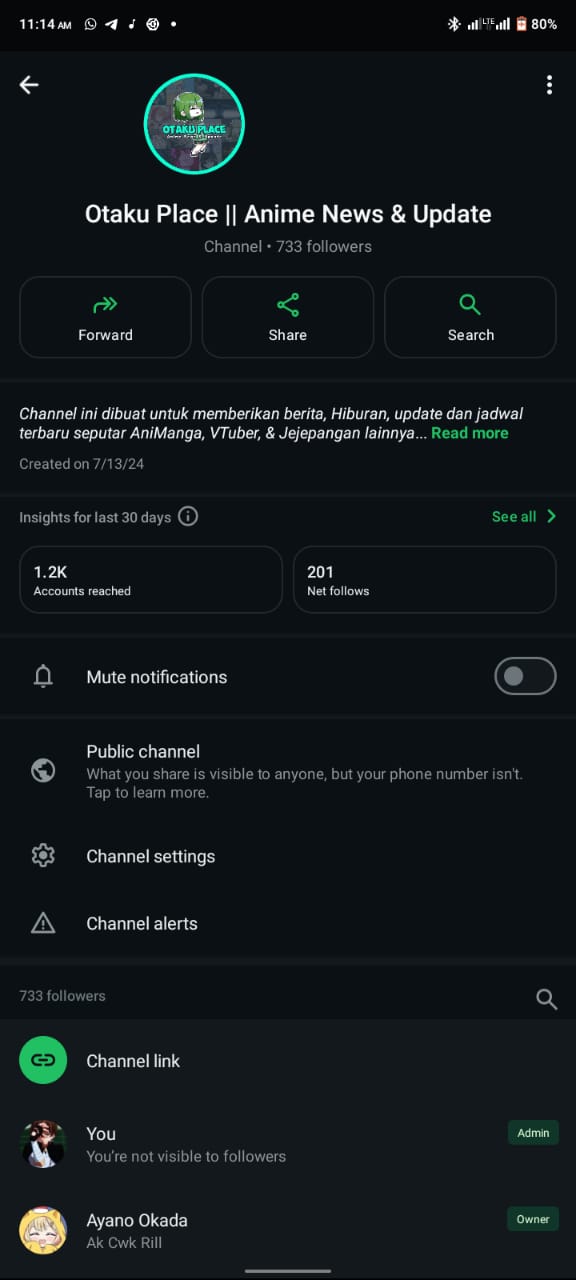 11:14 AM
LTE
80%
OTAKU PLACE
Otaku Place || Anime News & Update
Channel • 733 followers
Forward
Share
Search
Channel ini dibuat untuk memberikan berita, Hiburan, update dan jadwal
terbaru seputar AniManga, VTuber, & Jejepangan lainnya... Read more
Created on 7/13/24
Insights for last 30 days
See all
1.2K
Accounts reached
201
Net follows
Mute notifications
Public channel
What you share is visible to anyone, but your phone number isn't.
Tap to learn more.
Channel settings
Channel alerts
733 followers
Channel link
You
Admin
You're not visible to followers
Ayano Okada
Owner
Ak Cwk Rill